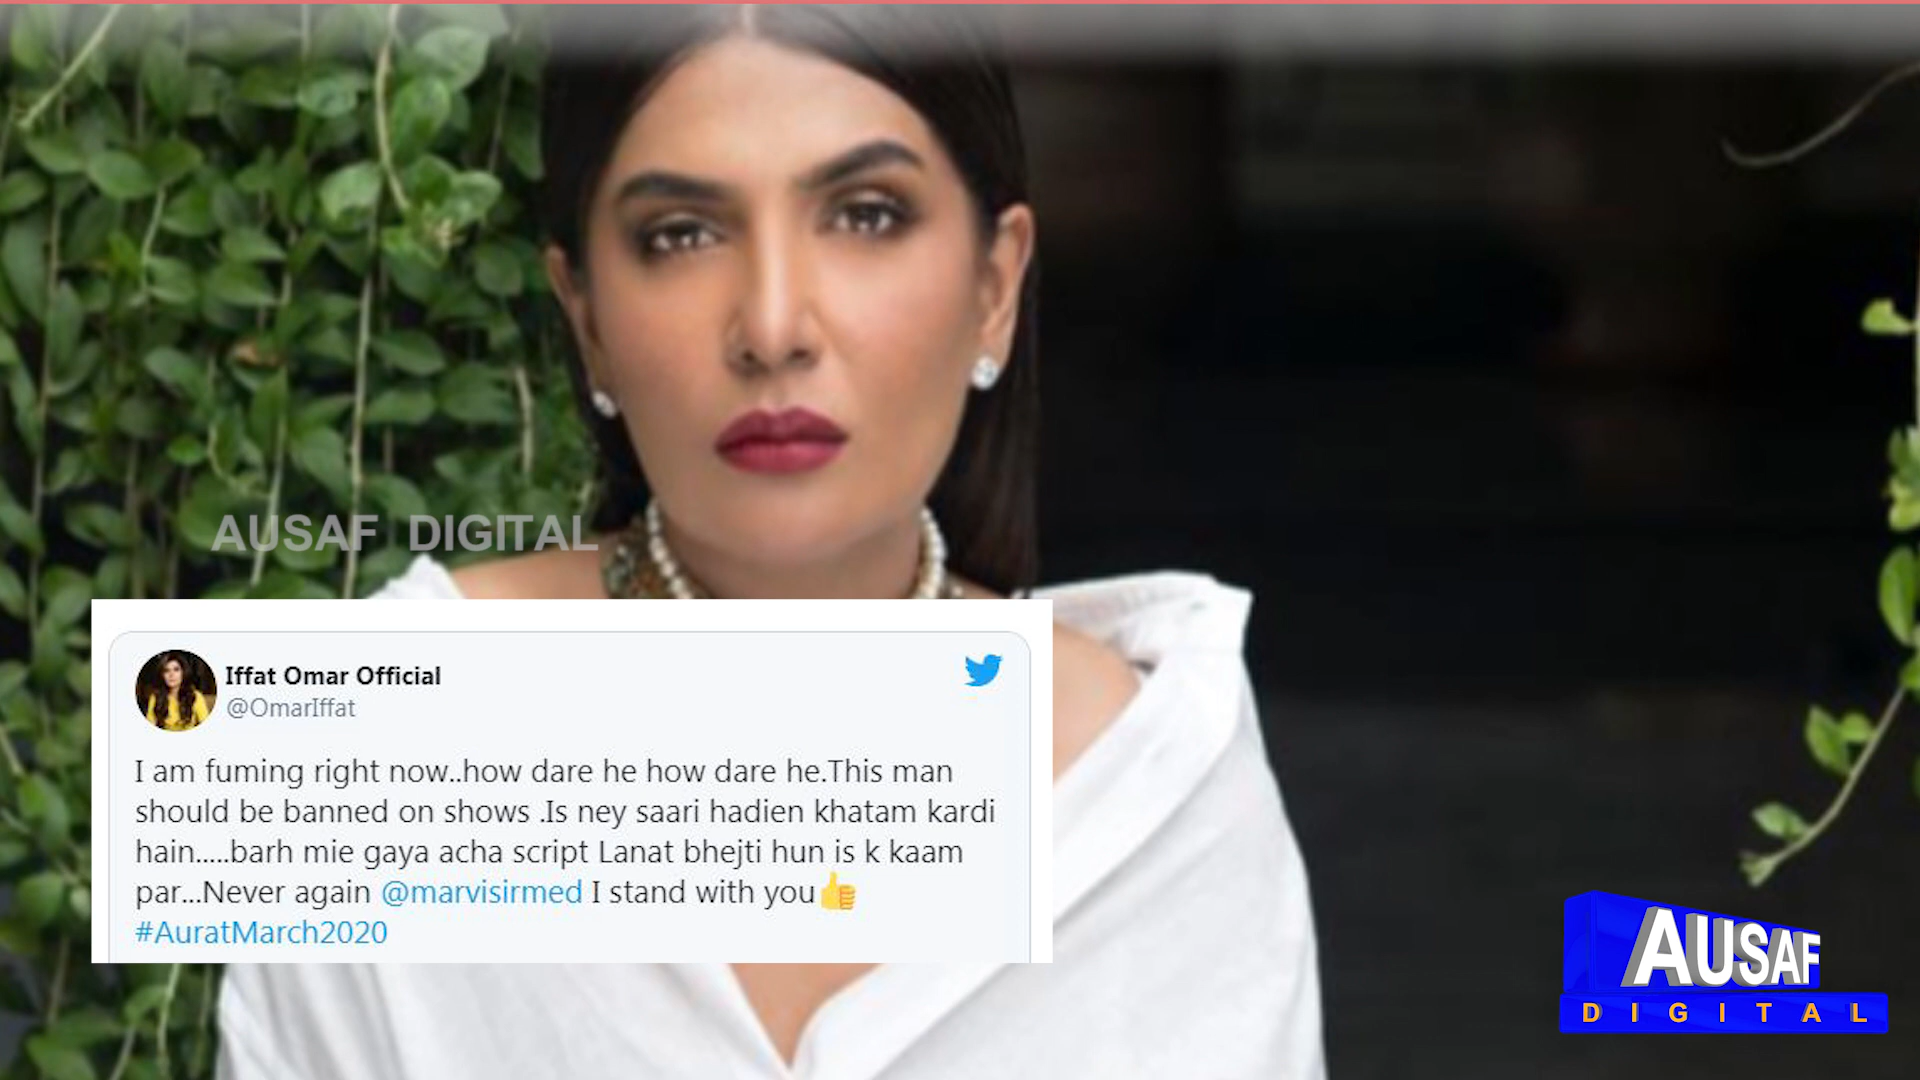 AUSAF DIGITAL
Iffat Omar Official
@OmarIffat
I am fuming right now..how dare he how dare he.This man
should be banned on shows .Is ney saari hadien khatam kardi
hain.....barh mie gaya acha script Lanat bhejti hun is k kaam
par...Never again @marvisirmed I stand with you👍
#AuratMarch2020
AUSAF
DIGITAL